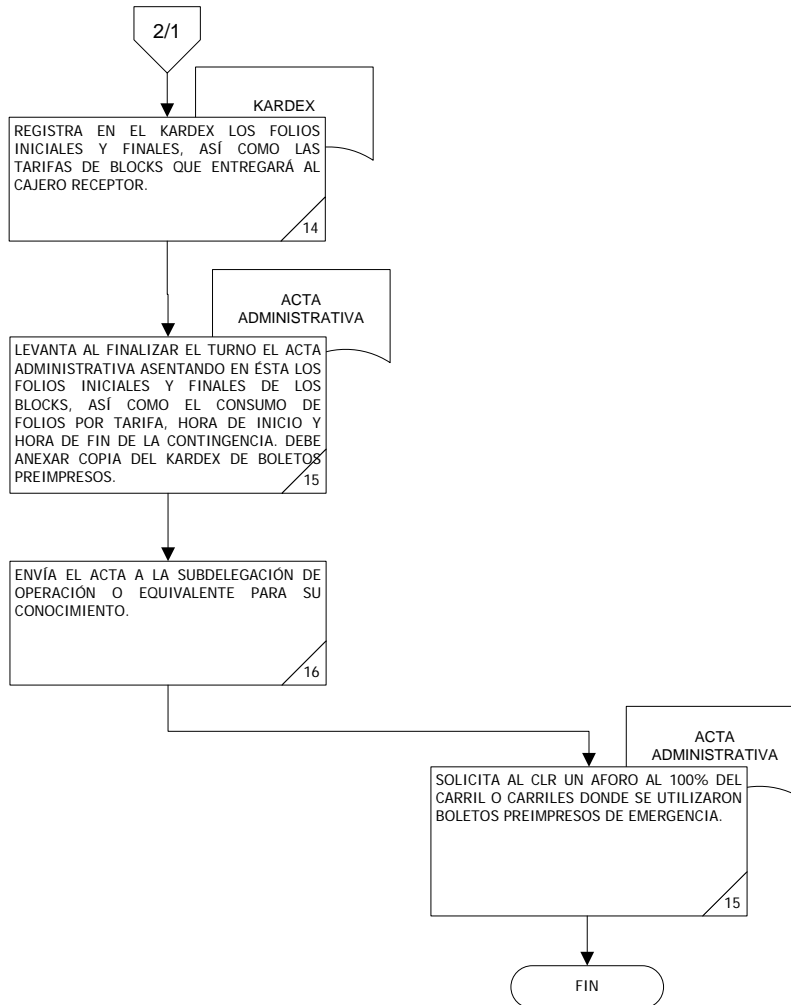 2/1
KARDEX
REGISTRA EN EL KARDEX LOS FOLIOS
INICIALES Y FINALES, ASÍ COMO LAS
TARIFAS DE BLOCKS QUE ENTREGARÁ AL
CAJERO RECEPTOR.
14
ACTA
ADMINISTRATIVA
LEVANTA AL FINALIZAR EL TURNO EL ACTA
ADMINISTRATIVA ASENTANDO EN ÉSTA LOS
FOLIOS INICIALES Y FINALES DE LOS
BLOCKS, ASÍ COMO EL CONSUMO DE
FOLIOS POR TARIFA, HORA DE INICIO Y
HORA DE FIN DE LA CONTINGENCIA. DEBE
ANEXAR COPIA DEL KARDEX DE BOLETOS
PREIMPRESOS.
15
ENVÍA EL ACTA A LA SUBDELEGACIÓN DE
OPERACIÓN O EQUIVALENTE PARA SU
CONOCIMIENTO.
16
ACTA
ADMINISTRATIVA
SOLICITA AL CLR UN AFORO AL 100% DEL
CARRIL O CARRILES DONDE SE UTILIZARON
BOLETOS PREIMPRESOS DE EMERGENCIA.
15
FIN